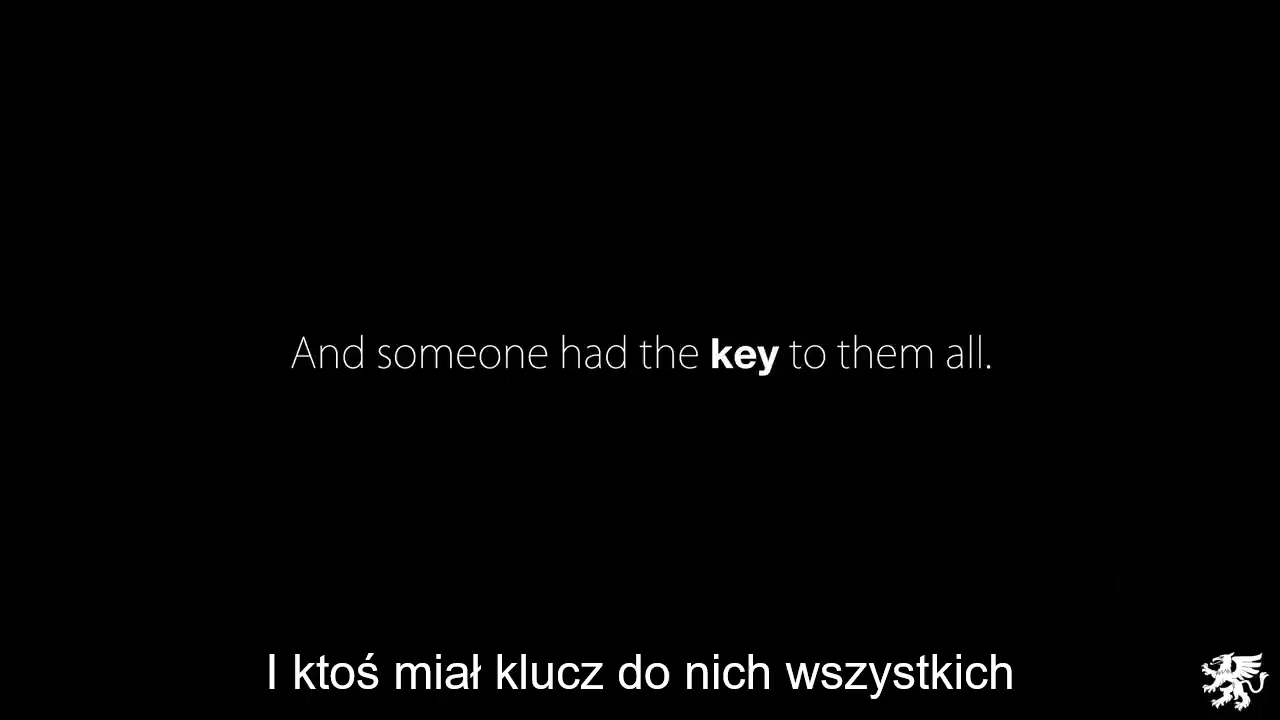 And someone had the key to them all.
I ktoś miał klucz do nich wszystkich